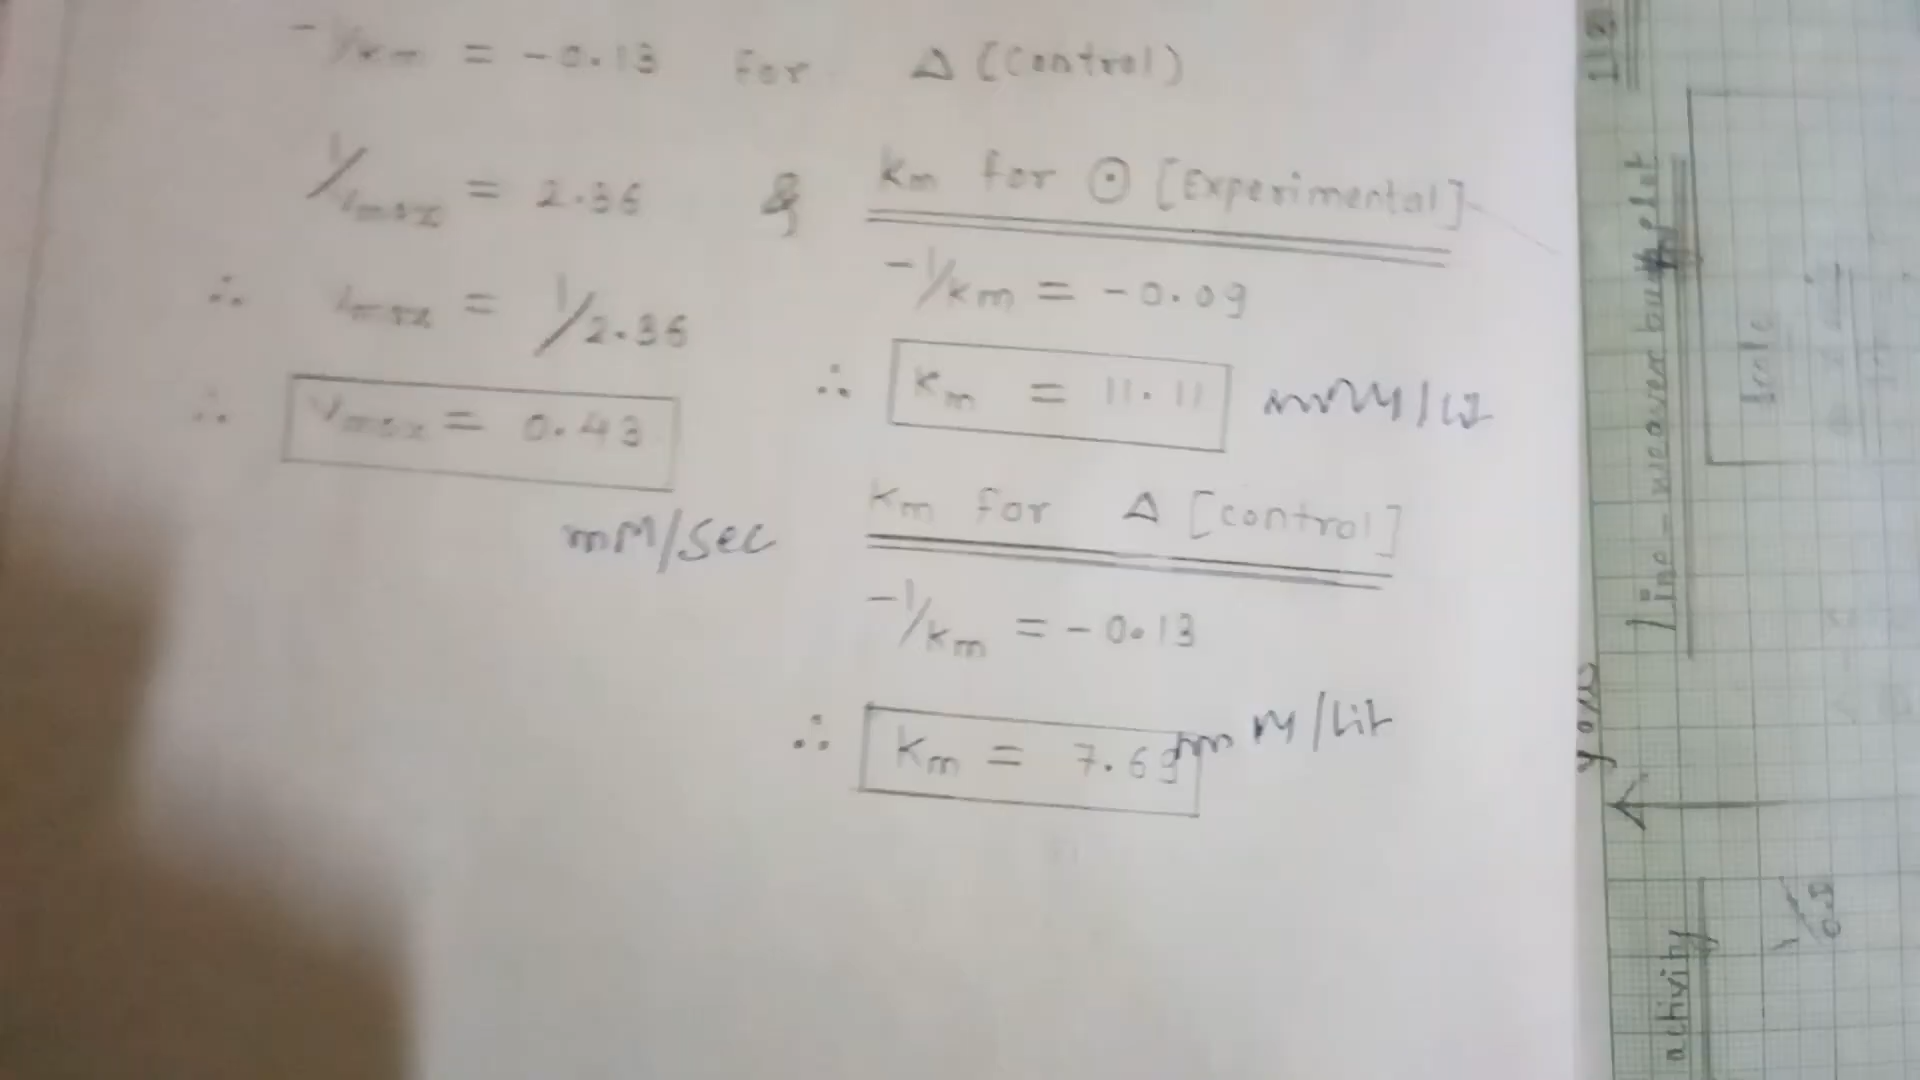 -1/km = -0.13 For Δ (Control)
1/Vmax = 2.36 &
∴ Vmax = 1/2.36
∴ Vmax = 0.43
mM/sec
km for ⊙ [Experimental]
-1/km = -0.09
∴ km = 11.11
km for Δ [control]
-1/km = -0.13
∴ km = 7.69 mM/Lit
Line-weaver burk plot
Scale
y axis
activity